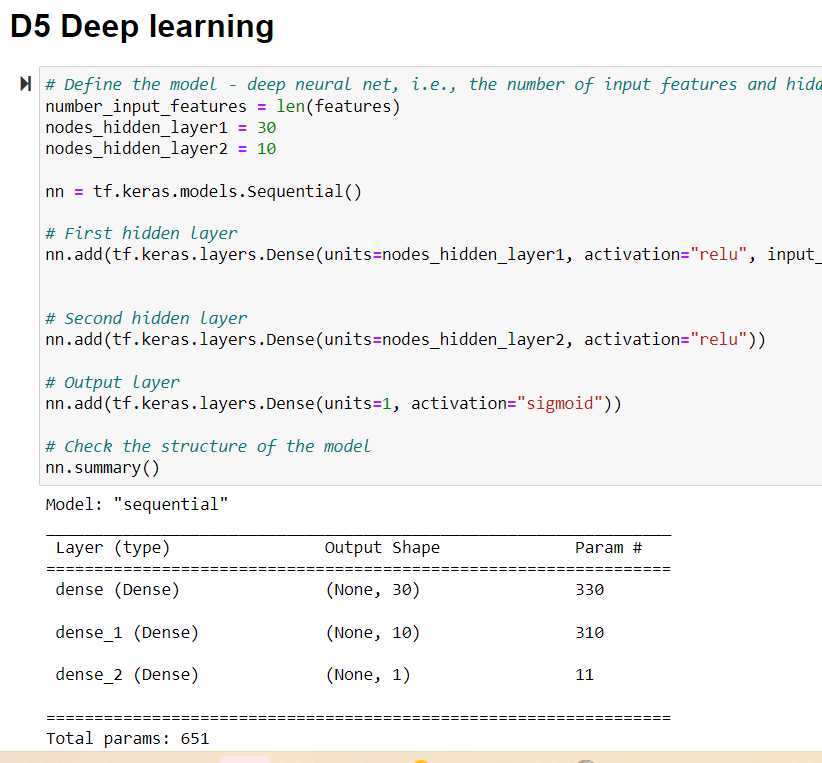 D5 Deep learning
# Define the model - deep neural net, i.e., the number of input features and
number_input_features = len(features)
nodes_hidden_layer1 = 30
nodes_hidden_layer2 = 10
nn = tf.keras.models.Sequential()
# First hidden layer
nn.add(tf.keras.layers.Dense(units=nodes_hidden_layer1, activation="relu", input_
# Second hidden layer
nn.add(tf.keras.layers.Dense(units=nodes_hidden_layer2, activation="relu"))
# Output layer
nn.add(tf.keras.layers.Dense(units=1, activation="sigmoid"))
# Check the structure of the model
nn.summary()
Model: "sequential"
Layer (type) Output Shape Param #
=================================================================
dense (Dense) (None, 30) 330
dense_1 (Dense) (None, 10) 310
dense_2 (Dense) (None, 1) 11
=================================================================
Total params: 651